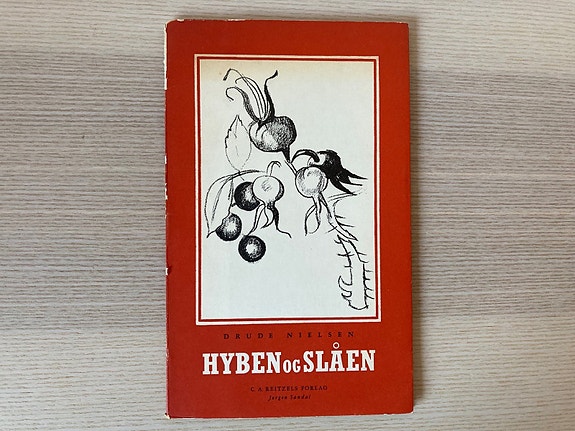 DRUDE NIELSEN
HYBEN OG SLÅEN
C. A. REITZELS FORLAG
Jørgen Sandal